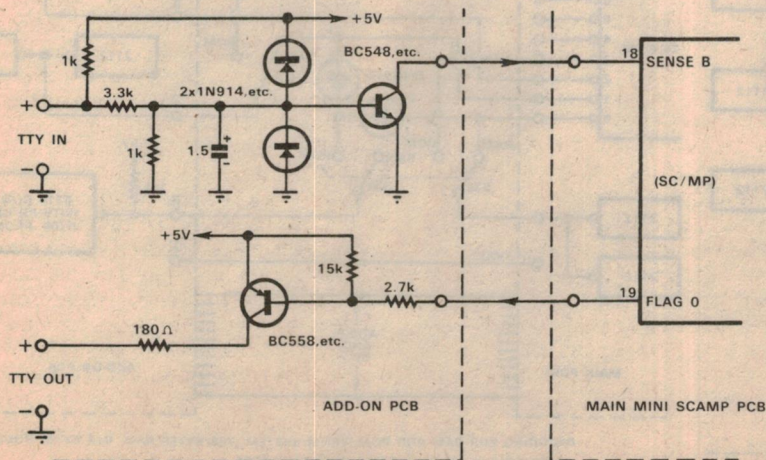 +5V
1k
BC548,etc.
18
SENSE B
3.3k
2x1N914,etc.
+
TTY IN
1k
1.5
+
-
-
(SC/MP)
+5V
15k
2.7k
19
FLAG 0
180Ω
BC558,etc.
+
TTY OUT
-
ADD-ON PCB
MAIN MINI SCAMP PCB